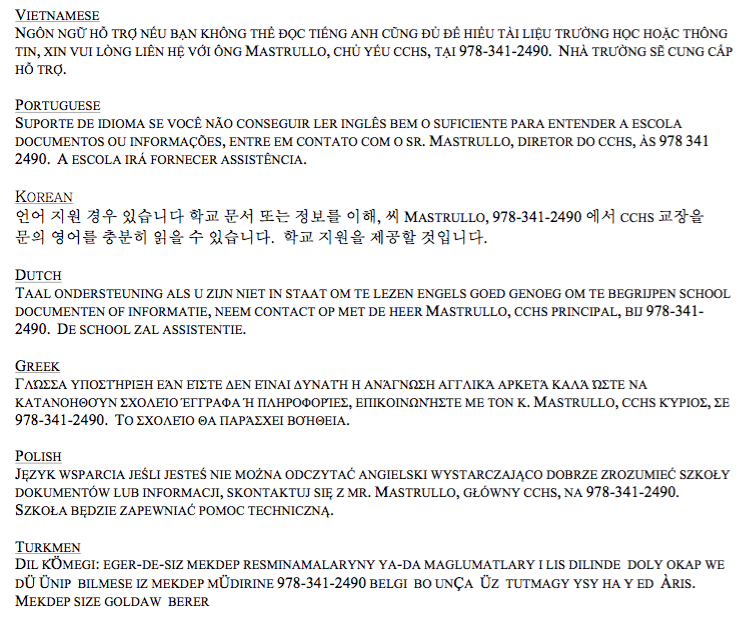 Vietnamese
Ngôn ngữ hỗ trợ nếu bạn không thể đọc tiếng anh cũng đủ để hiểu tài liệu trường học hoặc thông
tin, xin vui lòng liên hệ với ông Mastrullo, chủ yếu cchs, tại 978-341-2490. Nhà trường sẽ cung cấp
hỗ trợ.
Portuguese
Suporte de idioma se você não conseguir ler inglês bem o suficiente para entender a escola
documentos ou informações, entre em contato com o sr. Mastrullo, diretor do cchs, às 978 341
2490. A escola irá fornecer assistência.
Korean
언어 지원 경우 있습니다 학교 문서 또는 정보를 이해, 씨 Mastrullo, 978-341-2490 에서 cchs 교장을
문의 영어를 충분히 읽을 수 있습니다. 학교 지원을 제공할 것입니다.
Dutch
Taal ondersteuning als u zijn niet in staat om te lezen engels goed genoeg om te begrijpen school
documenten of informatie, neem contact op met de heer Mastrullo, cchs principal, bij 978-341-
2490. De school zal assistentie.
Greek
Γλώσσα υποστήριξη εάν είστε δεν είναι δυνατή η ανάγνωση αγγλικά αρκετά καλά ώστε να
κατανοηθούν σχολείο έγγραφα ή πληροφορίες, επικοινωνήστε με τον κ. Mastrullo, cchs κύριος, σε
978-341-2490. Το σχολείο θα παράσχει βοήθεια.
Polish
Język wsparcia jeśli jesteś nie można odczytać angielski wystarczająco dobrze zrozumieć szkoły
dokumentów lub informacji, skontaktuj się z mr. Mastrullo, główny cchs, na 978-341-2490.
Szkoła będzie zapewniać pomoc techniczną.
Turkmen
Dil kÖmegi: eger-de-siz mekdep resminamalaryny ya-da maglumatlary i lis dilinde doly okap we
dÜ Ünip bilmese iz mekdep mÜdirine 978-341-2490 belgi bo unÇa Üz tutmagy ysy ha y ed Àris.
Mekdep size goldaw berer